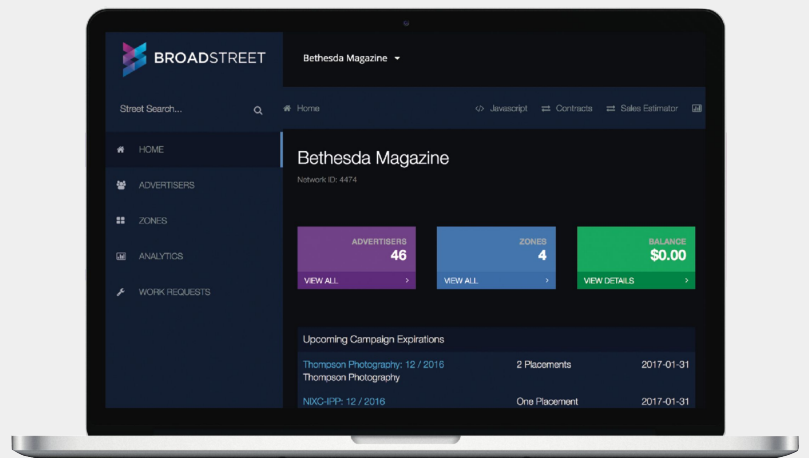 BROADSTREET
Bethesda Magazine
Street Search...
Home
</> Javascript
Contracts
Sales Estimator
HOME
ADVERTISERS
ZONES
ANALYTICS
WORK REQUESTS
Bethesda Magazine
Network ID: 4474
ADVERTISERS
46
VIEW ALL >
ZONES
4
VIEW ALL >
BALANCE
$0.00
VIEW DETAILS >
Upcoming Campaign Expirations
Thompson Photography: 12 / 2016 2 Placements 2017-01-31
Thompson Photography
NIXC-IPP: 12 / 2016 One Placement 2017-01-31